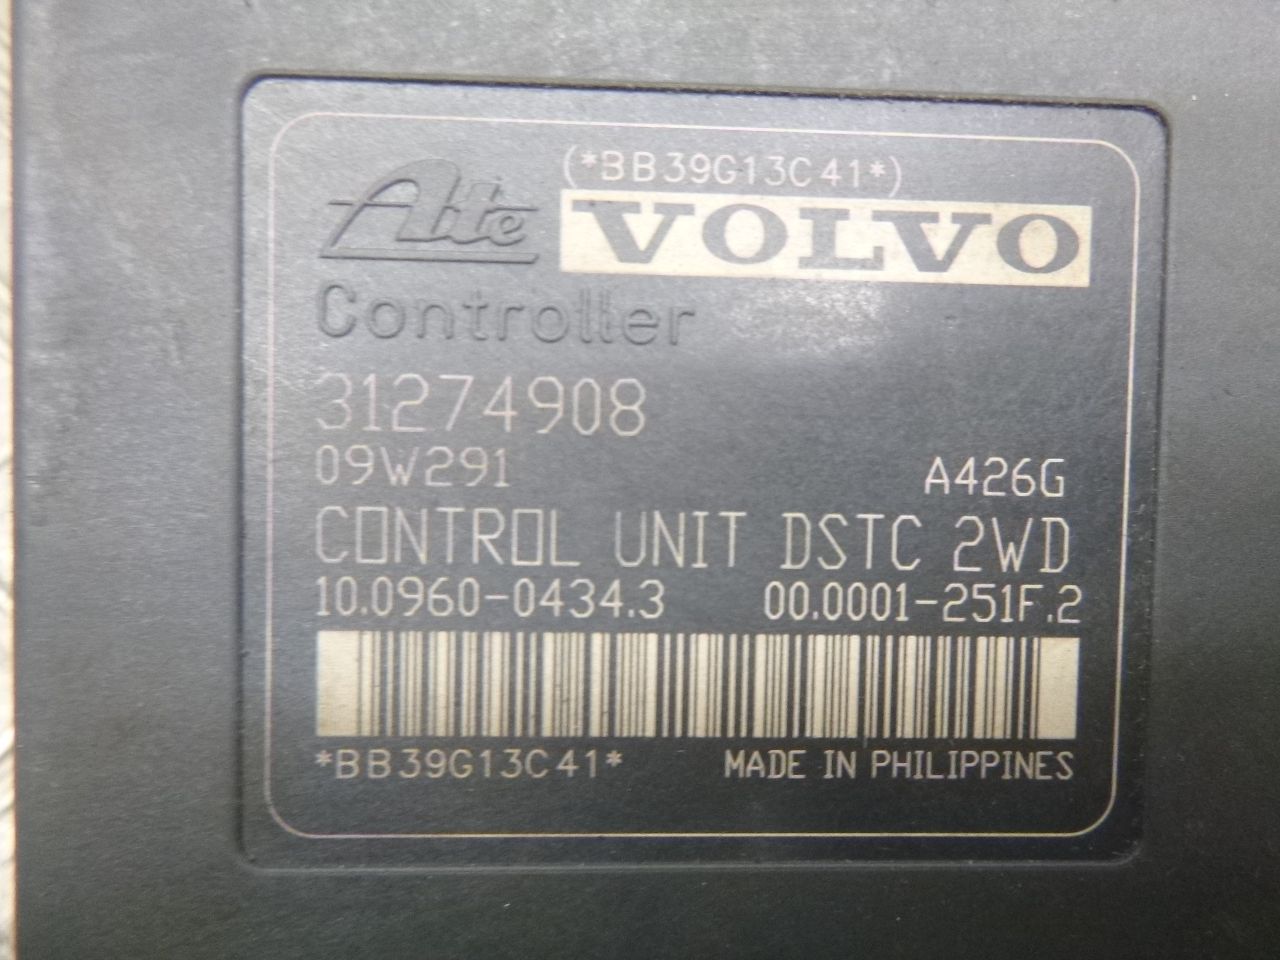 (*BB39G13C41*)
Ate VOLVO
Controller
31274908
09W291 A426G
CONTROL UNIT DSTC 2WD
10.0960-0434.3 00.0001-251F.2
*BB39G13C41* MADE IN PHILIPPINES